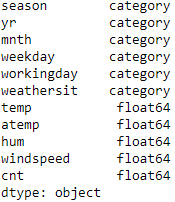 season category
yr category
mnth category
weekday category
workingday category
weathersit category
temp float64
atemp float64
hum float64
windspeed float64
cnt float64
dtype: object